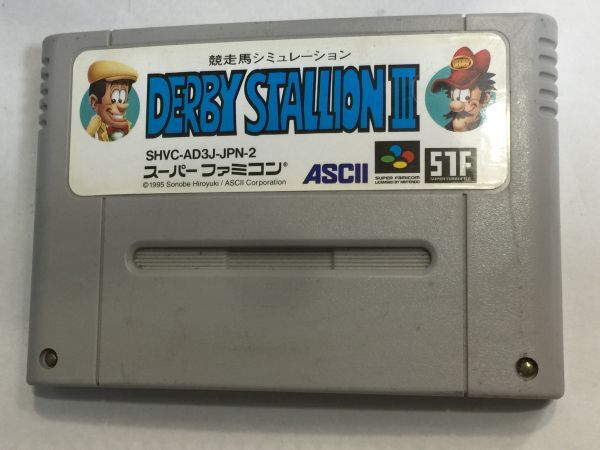 競走馬シミュレーション
DERBY STALLION III
SHVC-AD3J-JPN-2
スーパーファミコン®
©1995 Sonobe Hiroyuki / ASCII Corporation
ASCII
SUPER FAMICOM
LICENSED BY NINTENDO
STF
SUPER TURBOFILE